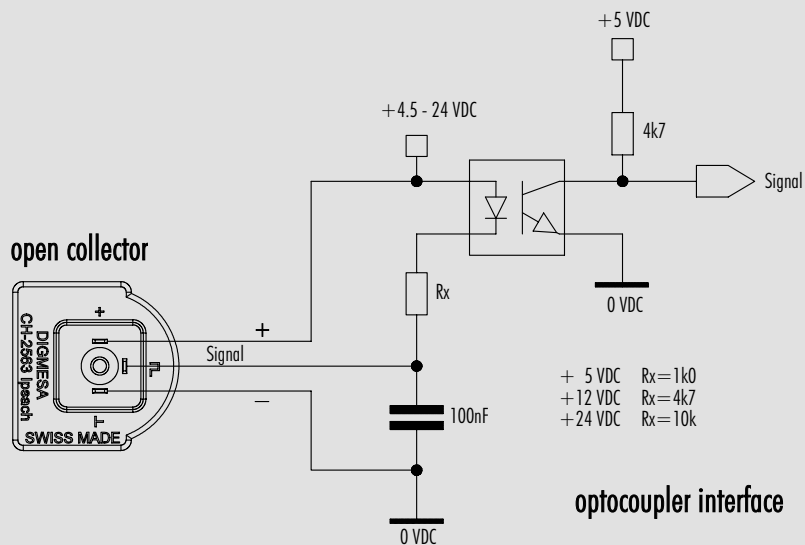 +5 VDC
+4.5 - 24 VDC
4k7
Signal
open collector
0 VDC
Rx
+
Signal
+
DIGMESA
CH-2563 Ipsach
SWISS MADE
–
100nF
+ 5 VDC Rx=1k0
+12 VDC Rx=4k7
+24 VDC Rx=10k
optocoupler interface
0 VDC